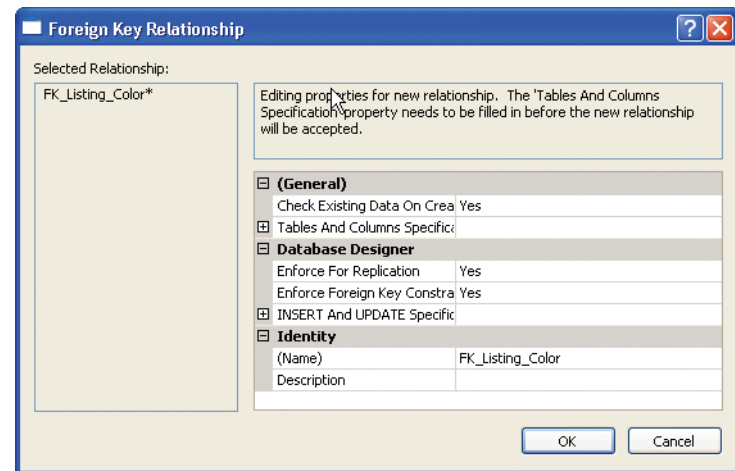 Foreign Key Relationship
Selected Relationship:
FK_Listing_Color*
Editing properties for new relationship. The 'Tables And Columns
Specification' property needs to be filled in before the new relationship
will be accepted.
(General)
Check Existing Data On Crea Yes
Tables And Columns Specifica
Database Designer
Enforce For Replication Yes
Enforce Foreign Key Constra Yes
INSERT And UPDATE Specific
Identity
(Name) FK_Listing_Color
Description
OK Cancel